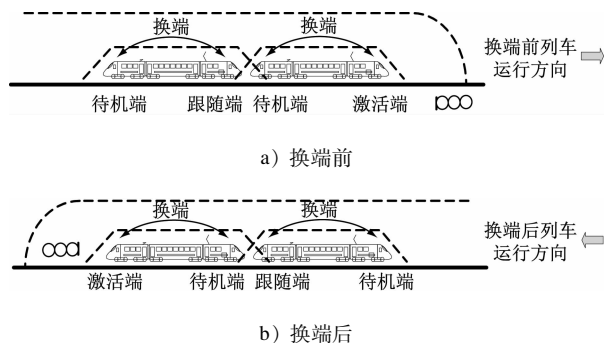 换端 换端
换端前列车
运行方向
待机端 跟随端 待机端 激活端
a）换端前
换端 换端
换端后列车
运行方向
激活端 待机端 跟随端 待机端
b）换端后